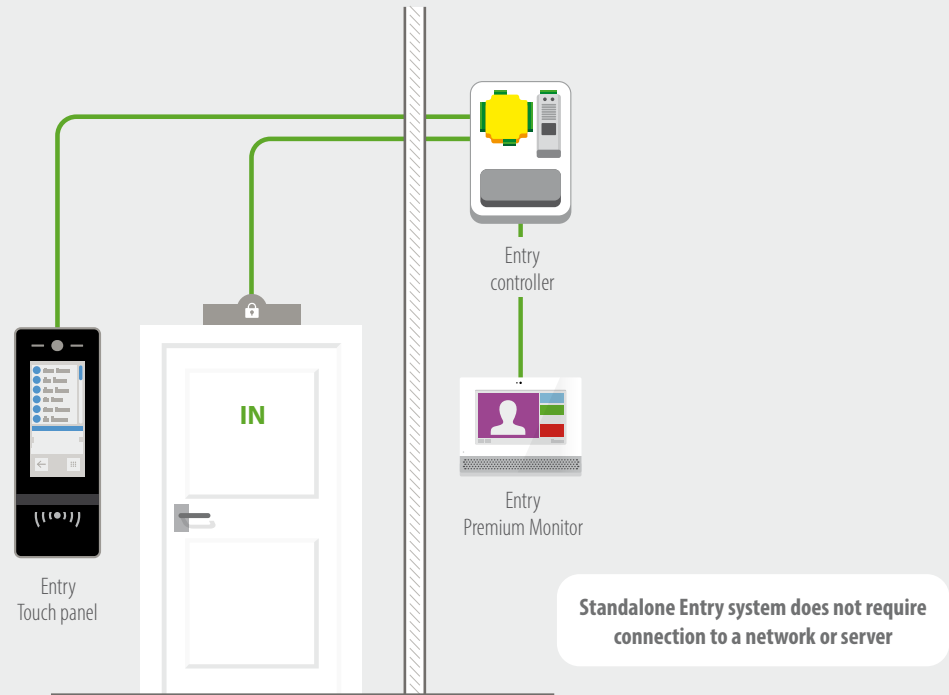 Entry
controller
IN
Entry
Premium Monitor
Entry
Touch panel
Standalone Entry system does not require
connection to a network or server